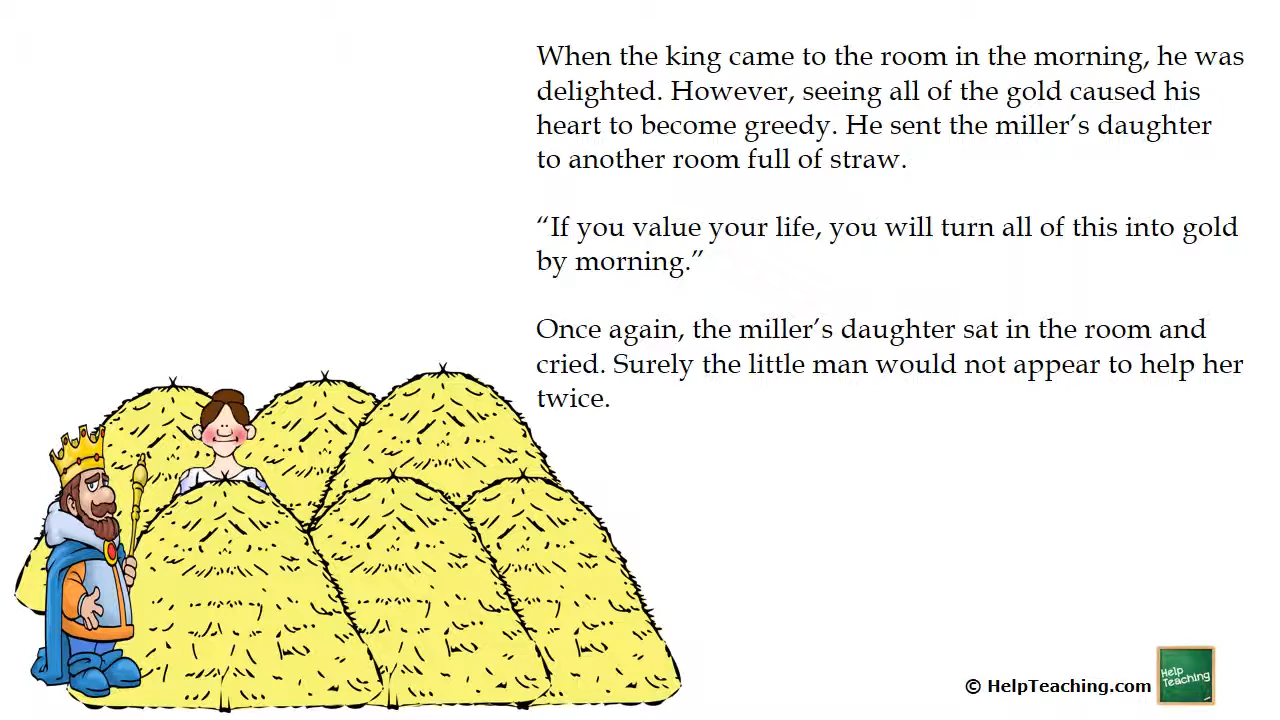 When the king came to the room in the morning, he was
delighted. However, seeing all of the gold caused his
heart to become greedy. He sent the miller’s daughter
to another room full of straw.
“If you value your life, you will turn all of this into gold
by morning.”
Once again, the miller’s daughter sat in the room and
cried. Surely the little man would not appear to help her
twice.
© HelpTeaching.com
Help
Teaching